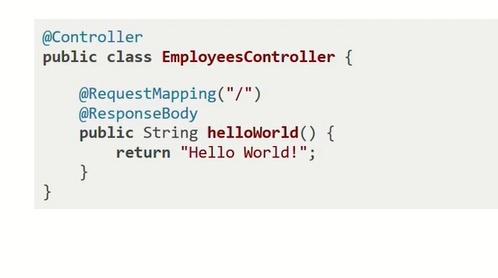 @Controller
public class EmployeesController {
@RequestMapping("/")
@ResponseBody
public String helloWorld() {
return "Hello World!";
}
}